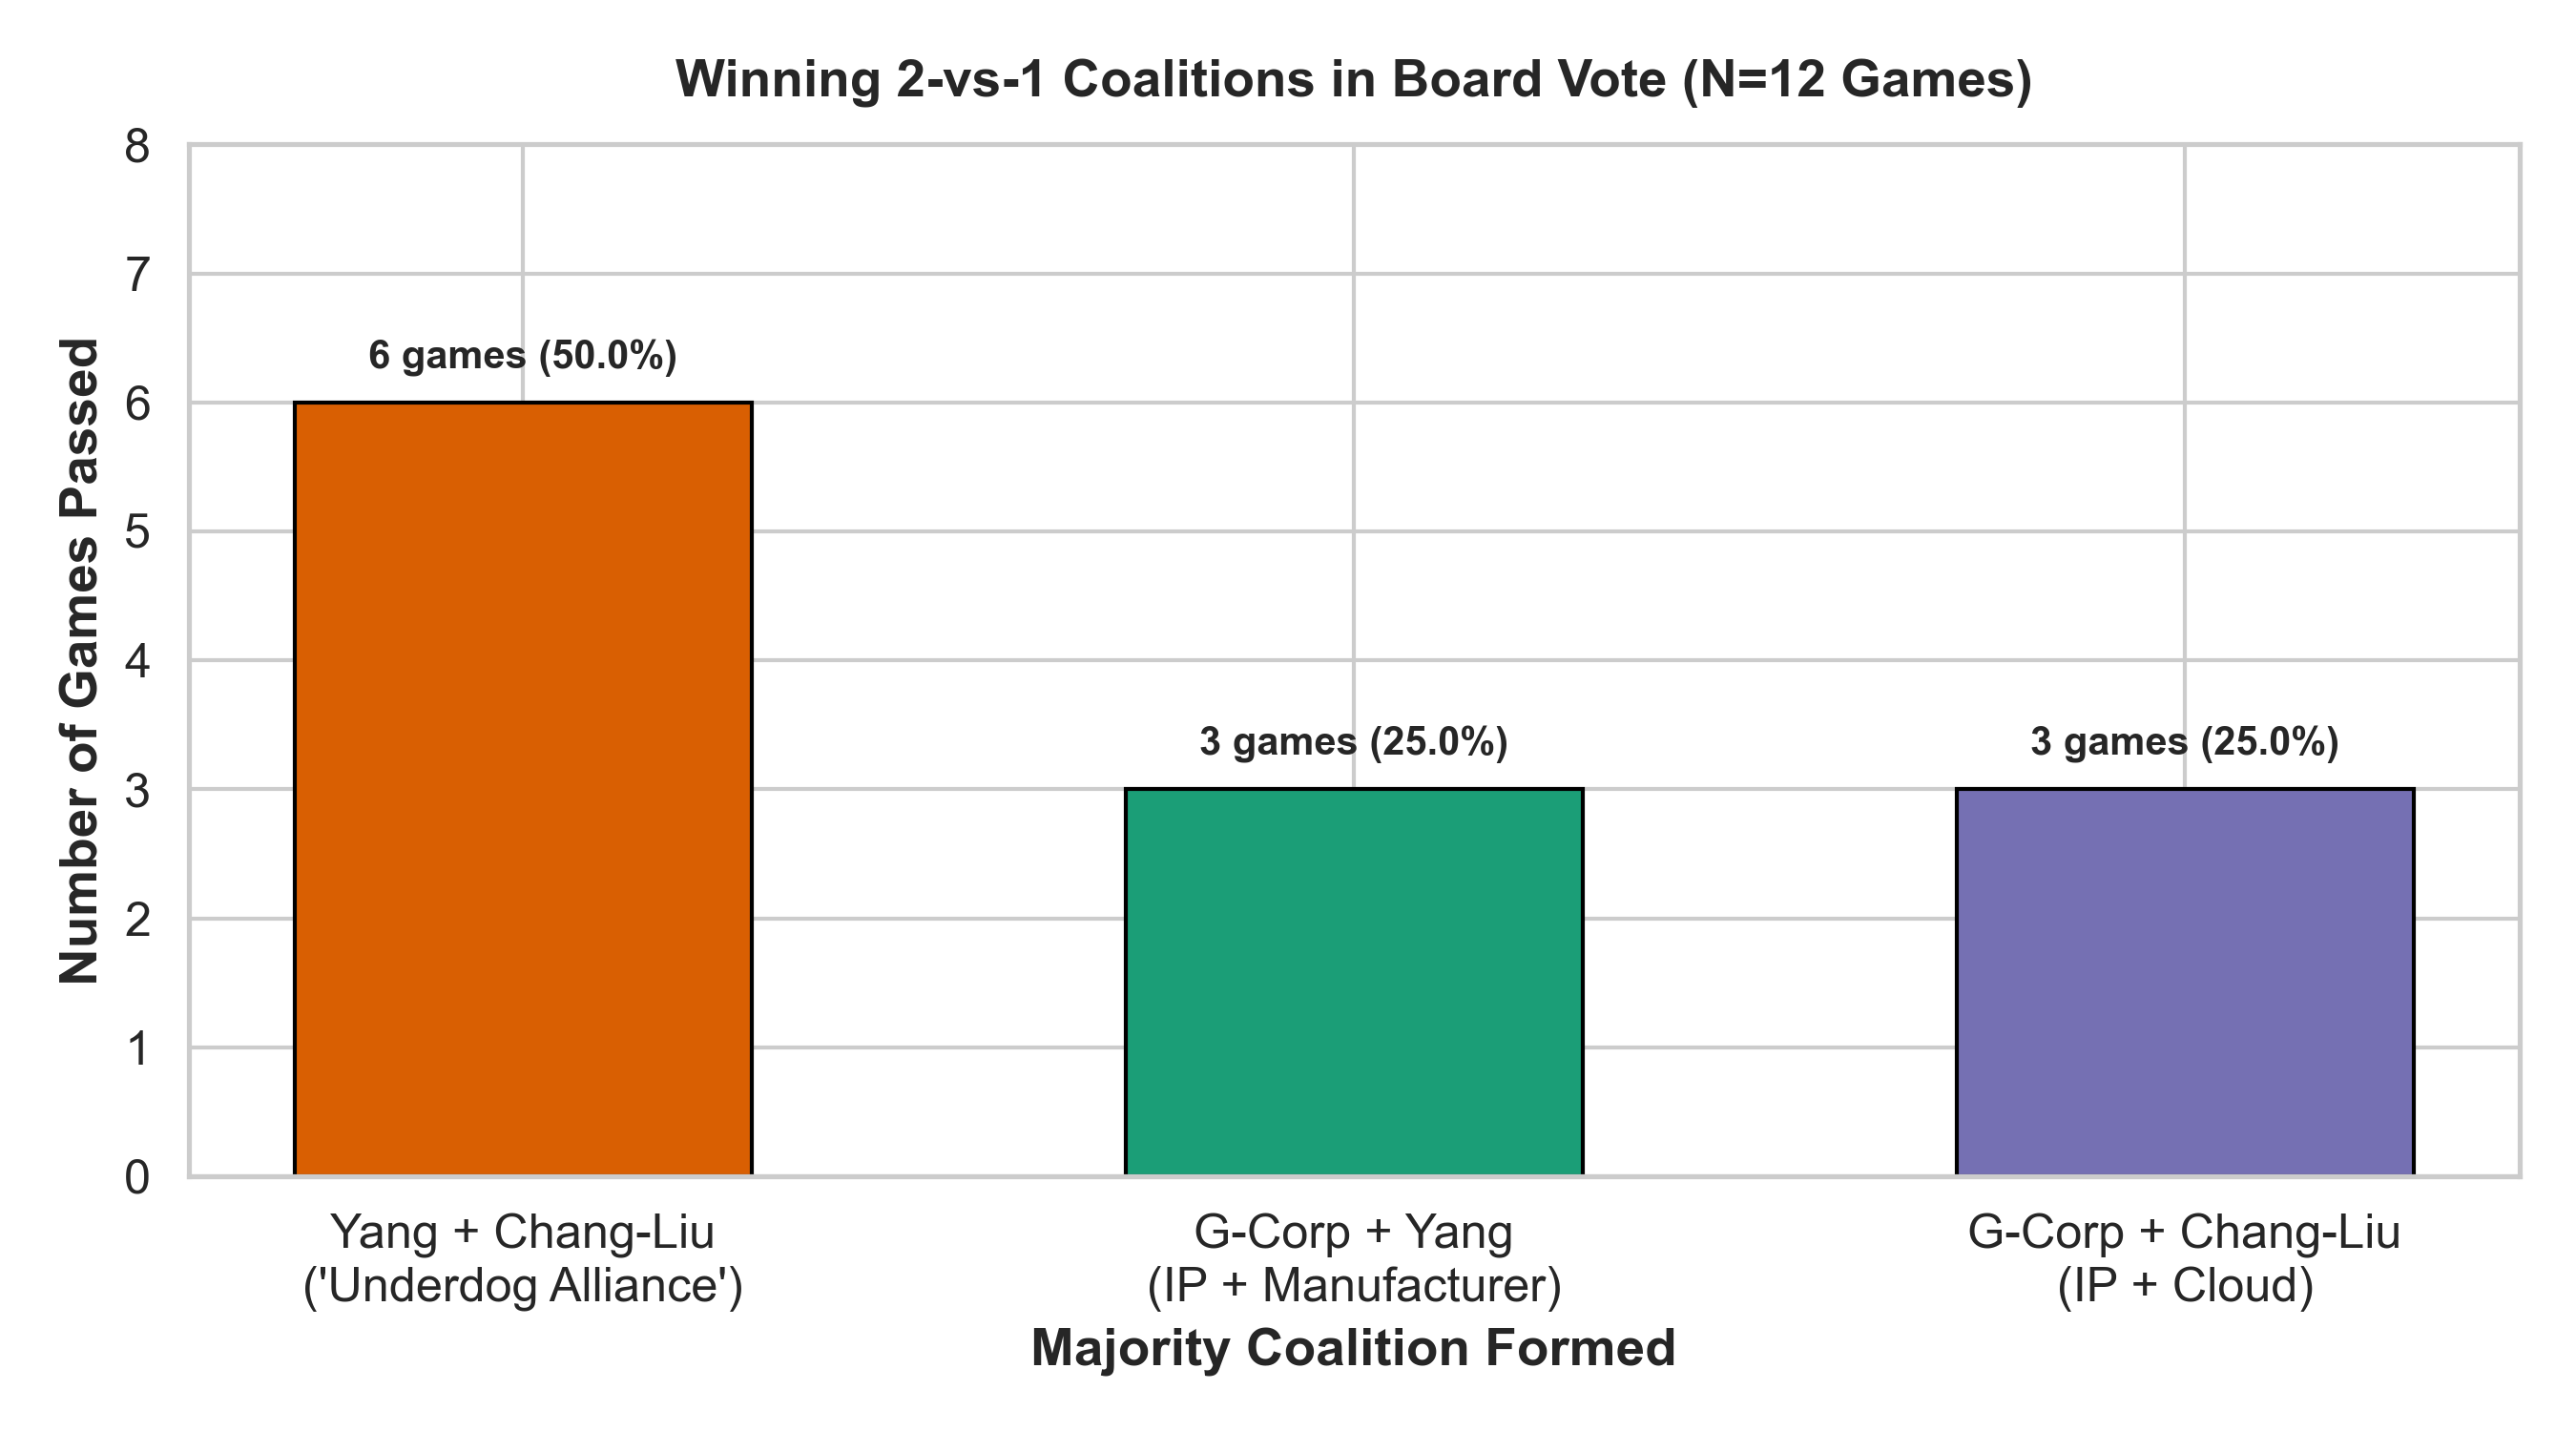 Winning 2-vs-1 Coalitions in Board Vote (N=12 Games)
Number of Games Passed
8
7
6
5
4
3
2
1
0
6 games (50.0%)
3 games (25.0%)
3 games (25.0%)
Yang + Chang-Liu
('Underdog Alliance')
G-Corp + Yang
(IP + Manufacturer)
G-Corp + Chang-Liu
(IP + Cloud)
Majority Coalition Formed